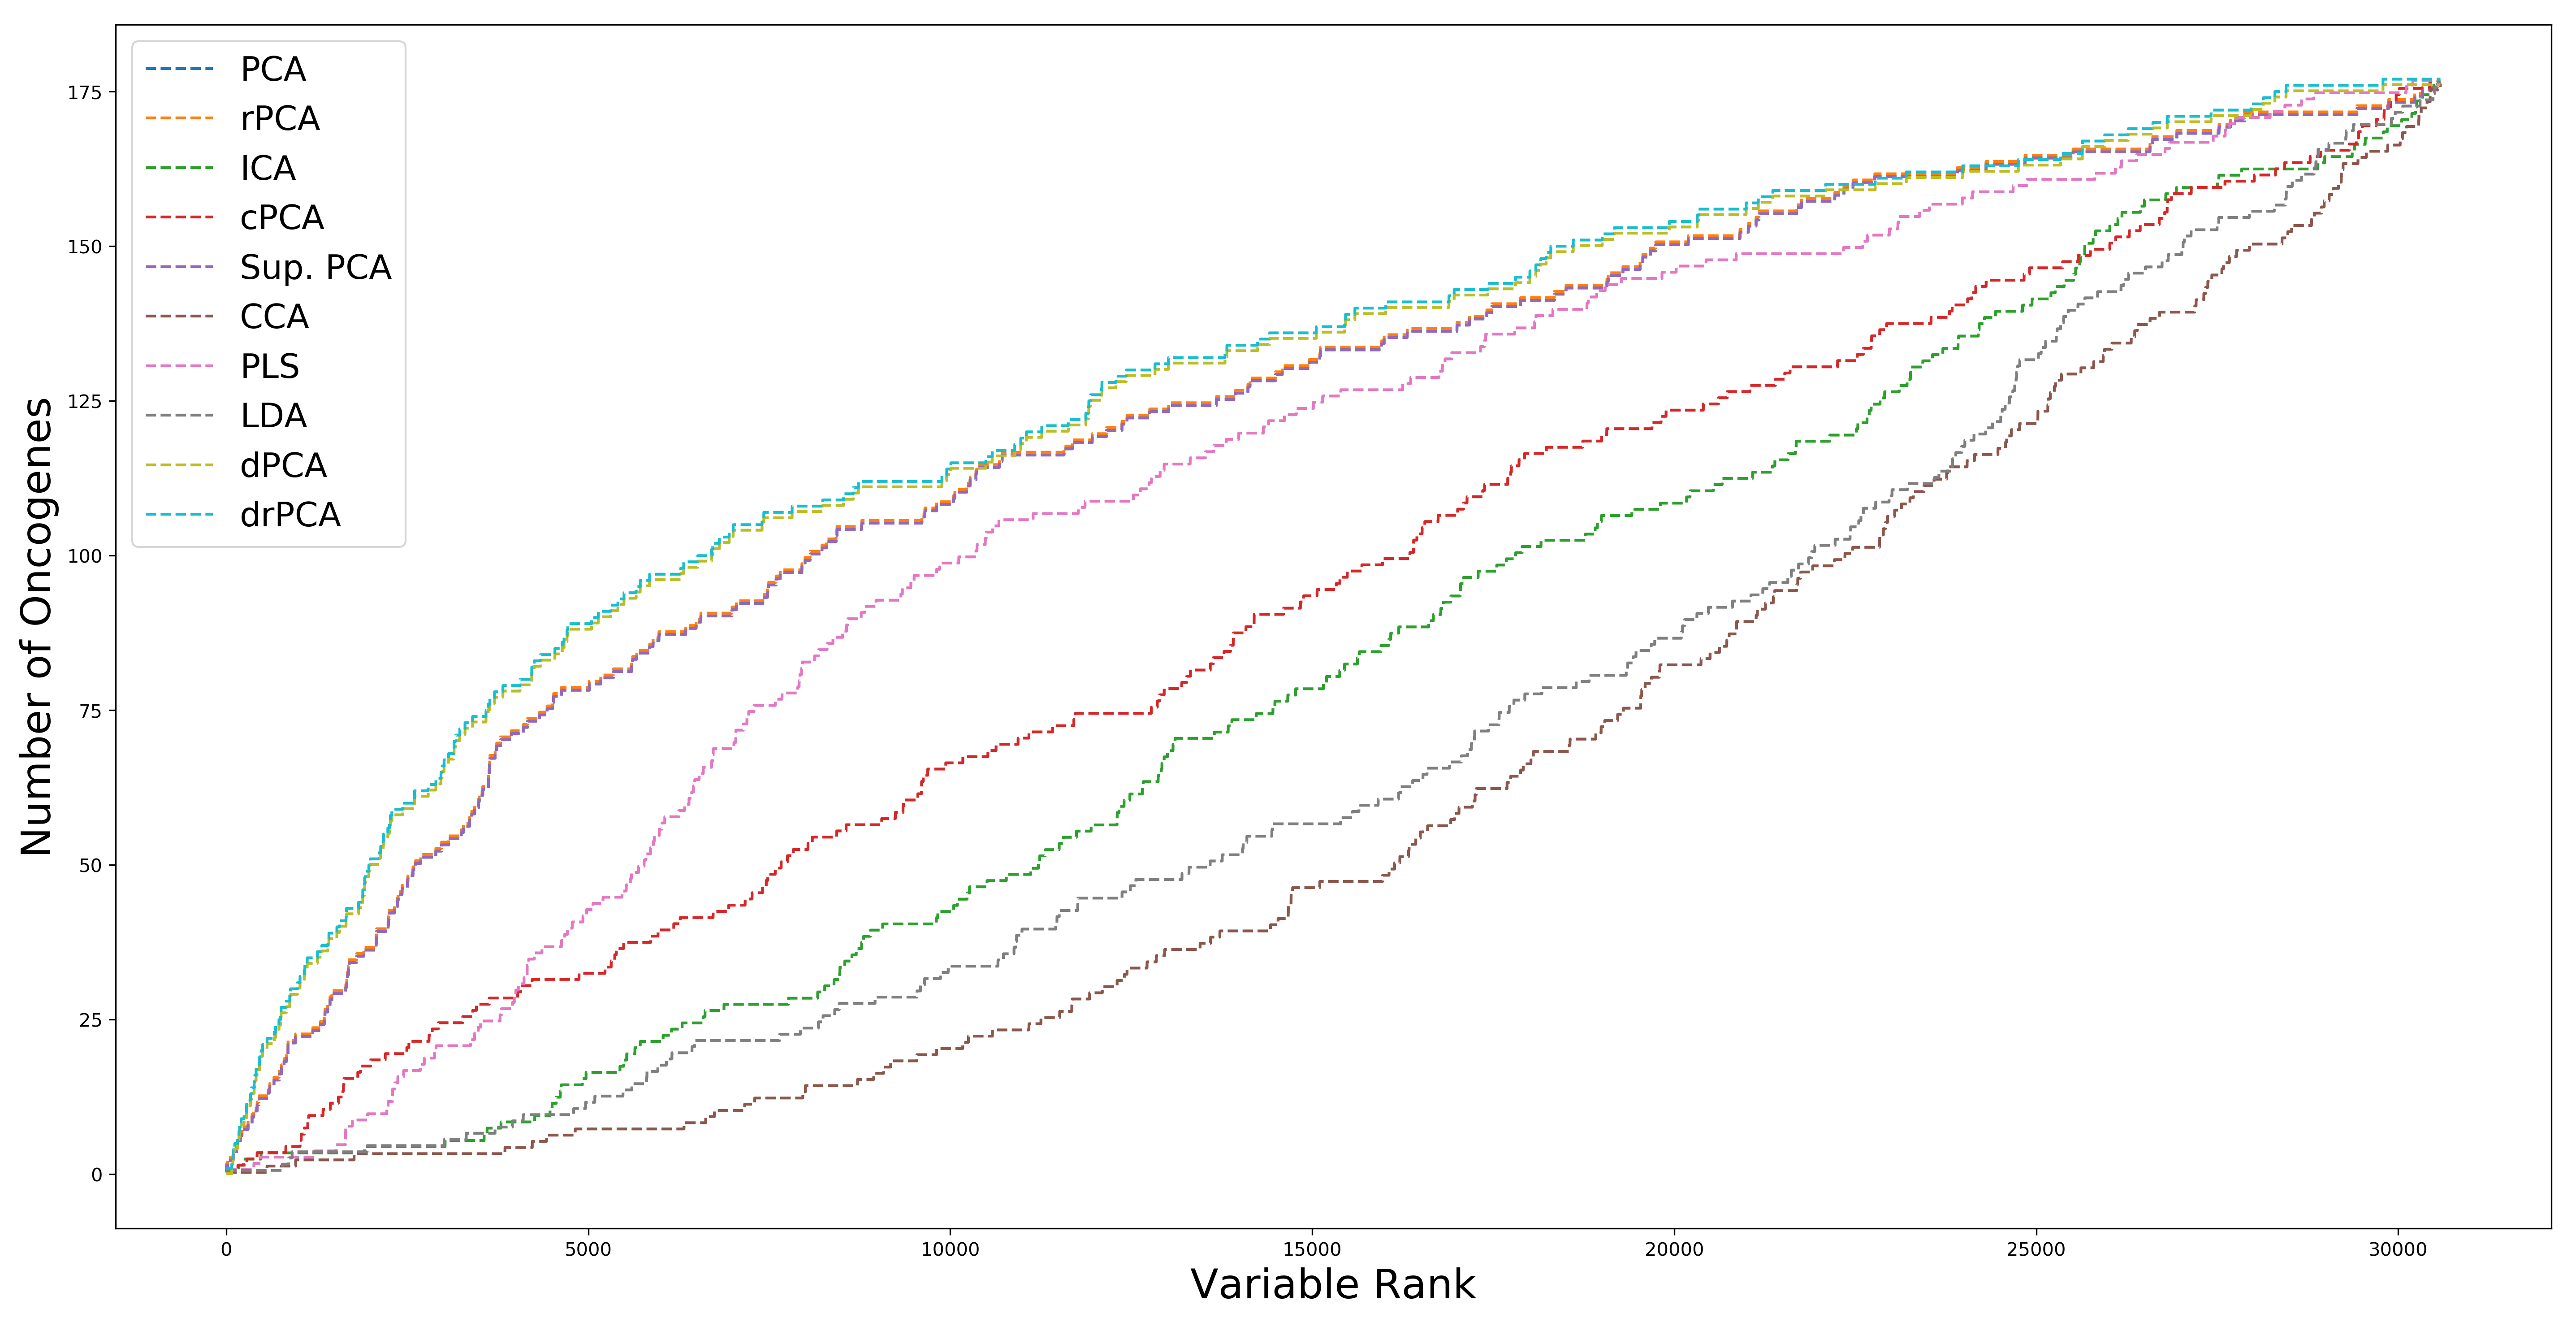 PCA
rPCA
ICA
cPCA
Sup. PCA
CCA
PLS
LDA
dPCA
drPCA
Number of Oncogenes
175
150
125
100
75
50
25
0
0 5000 10000 15000 20000 25000 30000
Variable Rank